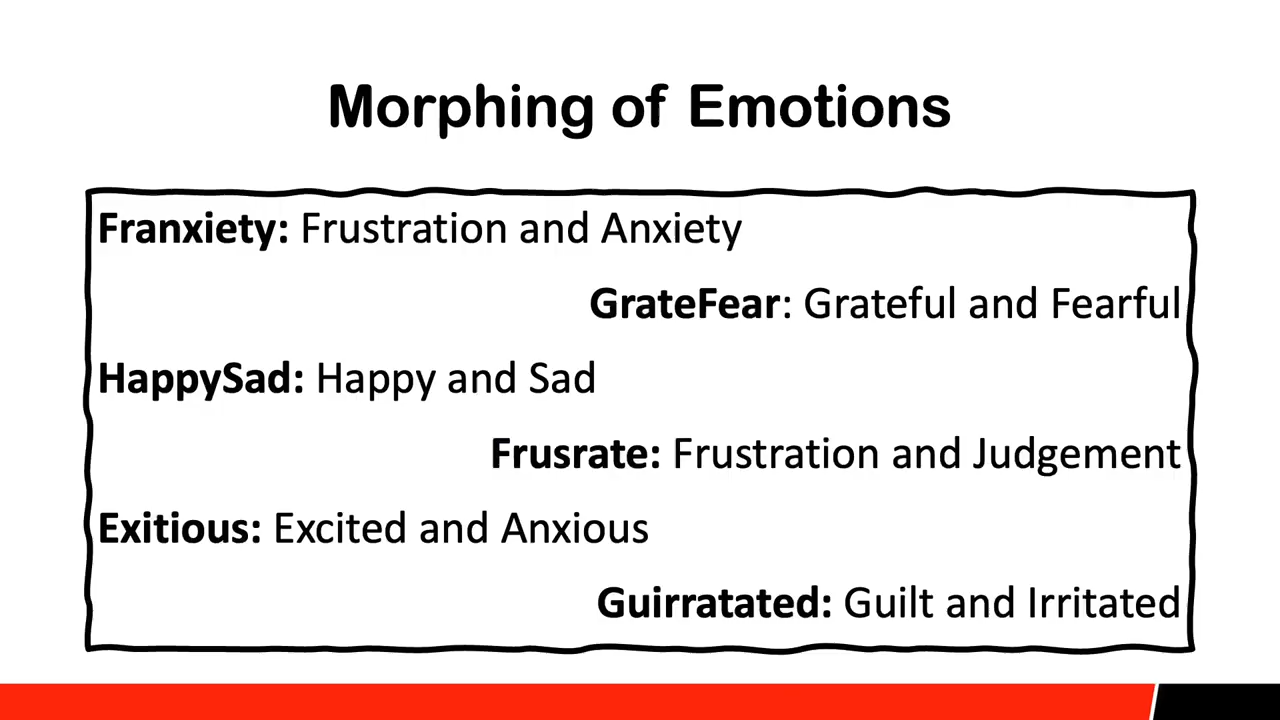 Morphing of Emotions
Franxiety: Frustration and Anxiety
GrateFear: Grateful and Fearful
HappySad: Happy and Sad
Frusrate: Frustration and Judgement
Exitious: Excited and Anxious
Guirratated: Guilt and Irritated